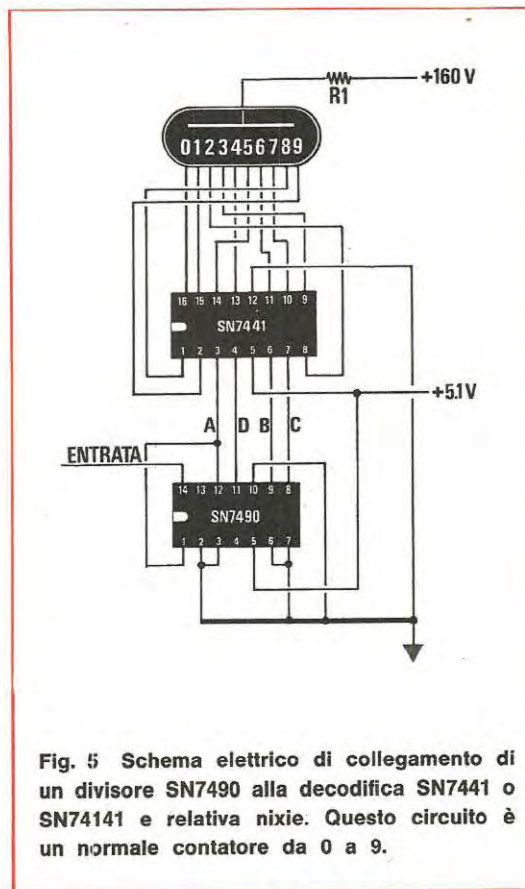 +160 V
R1
0123456789
16 15 14 13 12 11 10 9
SN7441
1 2 3 4 5 6 7 8
+5.1V
A D B C
ENTRATA
14 13 12 11 10 9 8
SN7490
1 2 3 4 5 6 7
Fig. 5 Schema elettrico di collegamento di
un divisore SN7490 alla decodifica SN7441 o
SN74141 e relativa nixie. Questo circuito è
un normale contatore da 0 a 9.